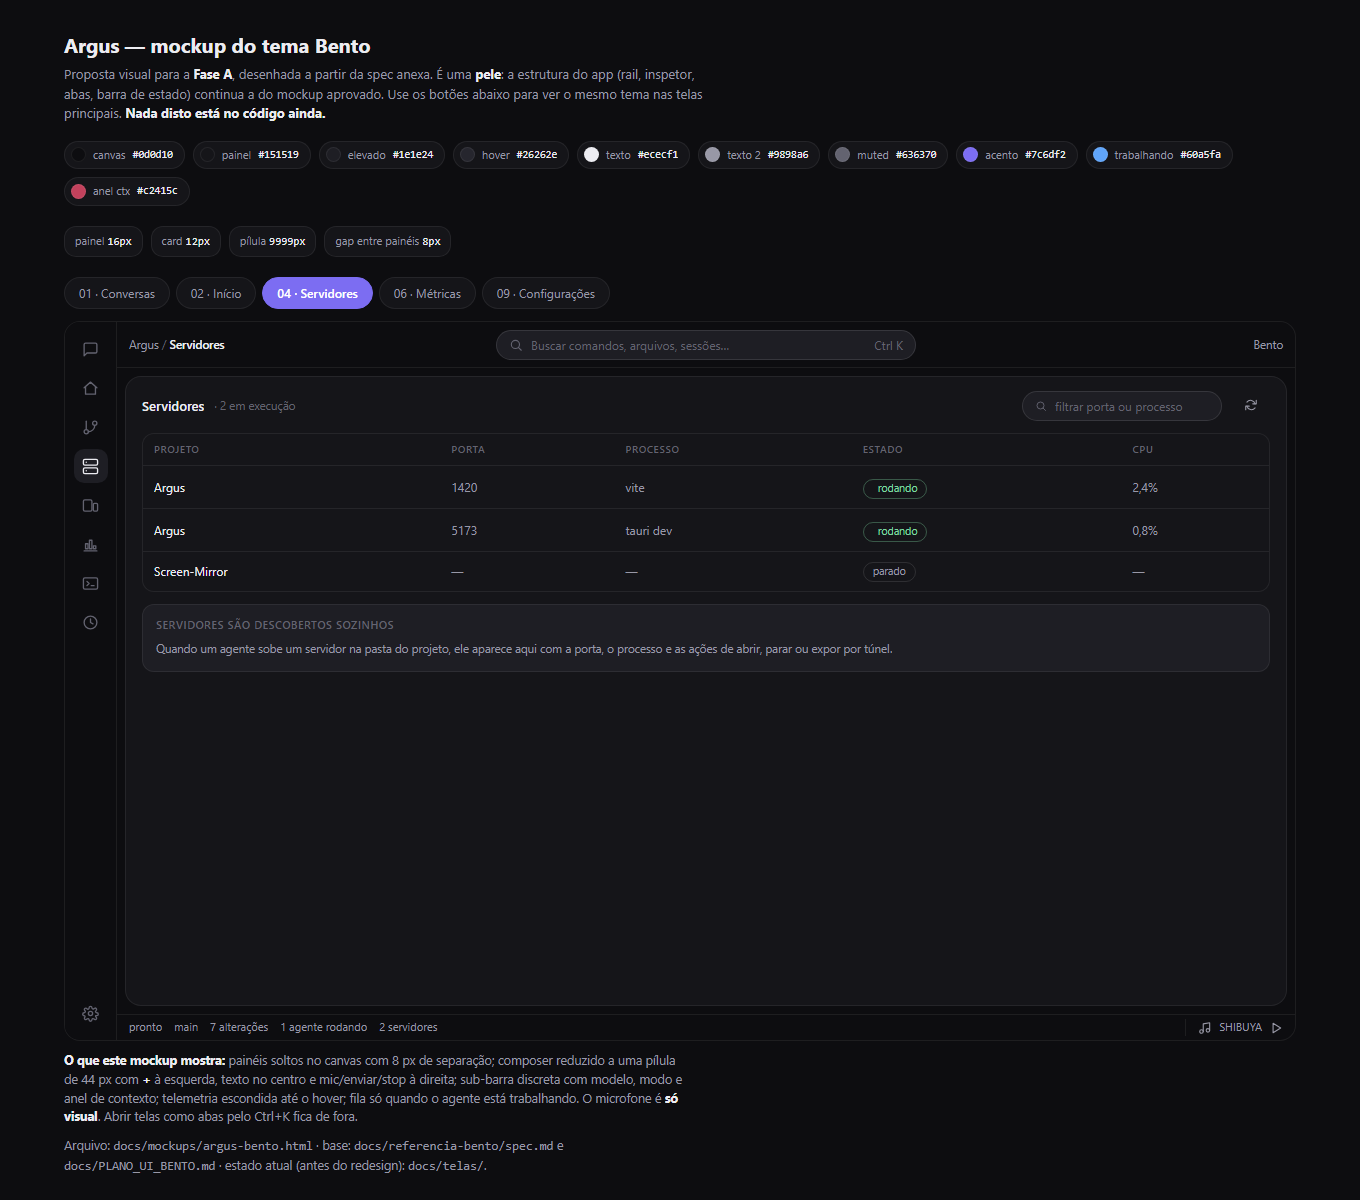 Argus — mockup do tema Bento
Proposta visual para a Fase A, desenhada a partir da spec anexa. É uma pele: a estrutura do app (rail, inspetor,
abas, barra de estado) continua a do mockup aprovado. Use os botões abaixo para ver o mesmo tema nas telas
principais. Nada disto está no código ainda.
canvas #0d0d10 painel #151519 elevado #1e1e24 hover #26262e texto #ececf1 texto 2 #9898a6 muted #636370 acento #7c6df2 trabalhando #60a5fa
anel ctx #c2415c
painel 16px card 12px pílula 9999px gap entre painéis 8px
01 · Conversas 02 · Início 04 · Servidores 06 · Métricas 09 · Configurações
Argus / Servidores Buscar comandos, arquivos, sessões... Ctrl K Bento
Servidores · 2 em execução filtrar porta ou processo
PROJETO PORTA PROCESSO ESTADO CPU
Argus 1420 vite rodando 2,4%
Argus 5173 tauri dev rodando 0,8%
Screen-Mirror — — parado —
SERVIDORES SÃO DESCOBERTOS SOZINHOS
Quando um agente sobe um servidor na pasta do projeto, ele aparece aqui com a porta, o processo e as ações de abrir, parar ou expor por túnel.
pronto main 7 alterações 1 agente rodando 2 servidores SHIBUYA
O que este mockup mostra: painéis soltos no canvas com 8 px de separação; composer reduzido a uma pílula
de 44 px com + à esquerda, texto no centro e mic/enviar/stop à direita; sub-barra discreta com modelo, modo e
anel de contexto; telemetria escondida até o hover; fila só quando o agente está trabalhando. O microfone é só
visual. Abrir telas como abas pelo Ctrl+K fica de fora.
Arquivo: docs/mockups/argus-bento.html · base: docs/referencia-bento/spec.md e
docs/PLANO_UI_BENTO.md · estado atual (antes do redesign): docs/telas/.